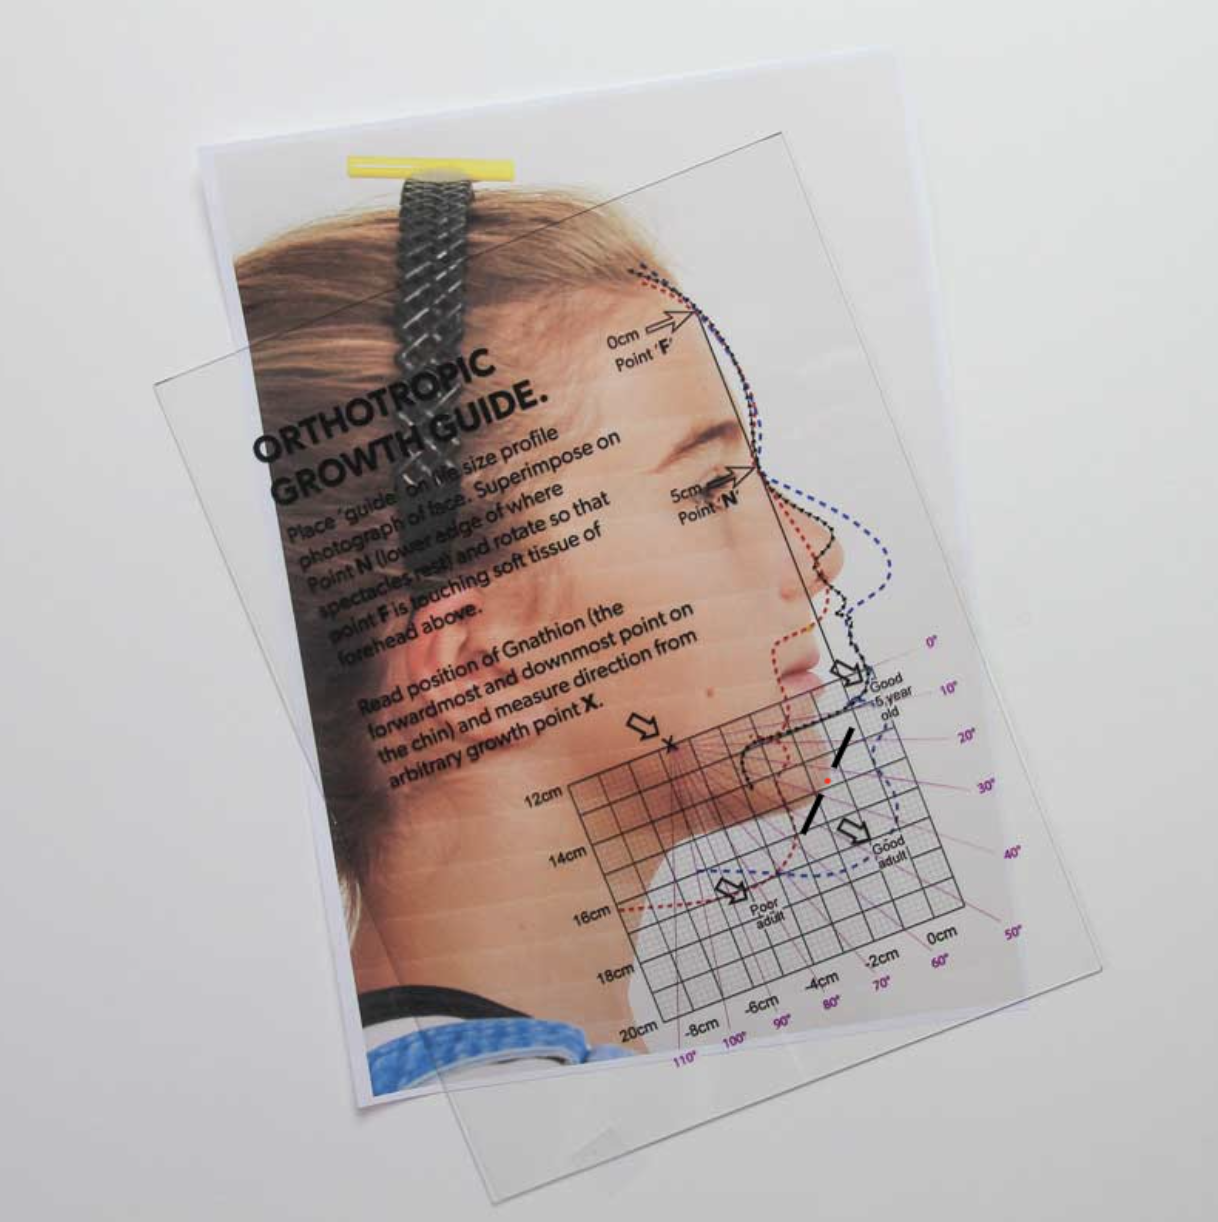 ORTHOTROPIC
GROWTH GUIDE.
Place 'guide' on life size profile
photograph of face. Superimpose on
Point N (lower edge of where
spectacles rest) and rotate so that
point F is touching soft tissue of
forehead above.
Read position of Gnathion (the
forwardmost and downmost point on
the chin) and measure direction from
arbitrary growth point X.
0cm
Point 'F'
5cm
Point 'N'
X
Good
5 year
old
Good
adult
Poor
adult
12cm
14cm
16cm
18cm
20cm
-8cm
-6cm
-4cm
-2cm
0cm
0°
10°
20°
30°
40°
50°
60°
70°
80°
90°
100°
110°